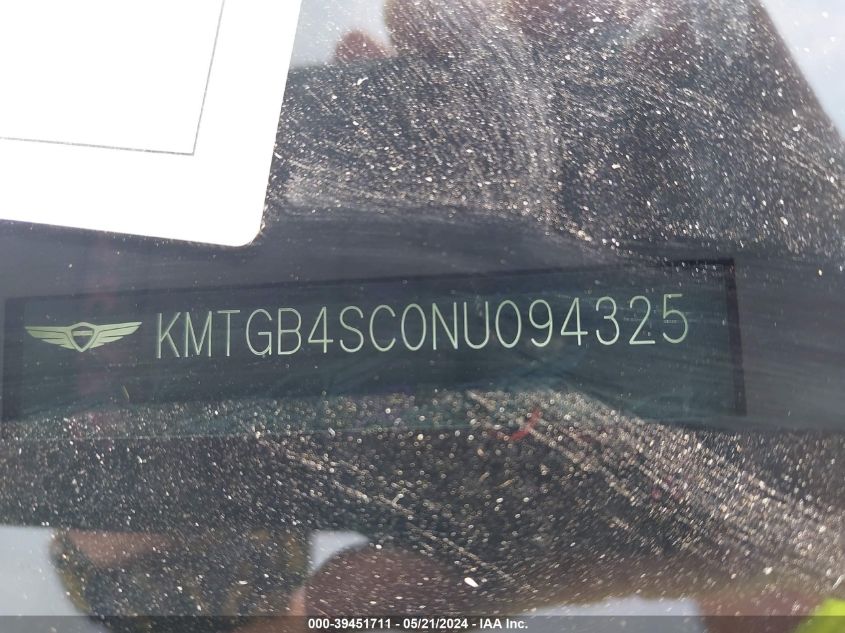 KMTGB4SC0NU094325
000-39451711 - 05/21/2024 - IAA Inc.